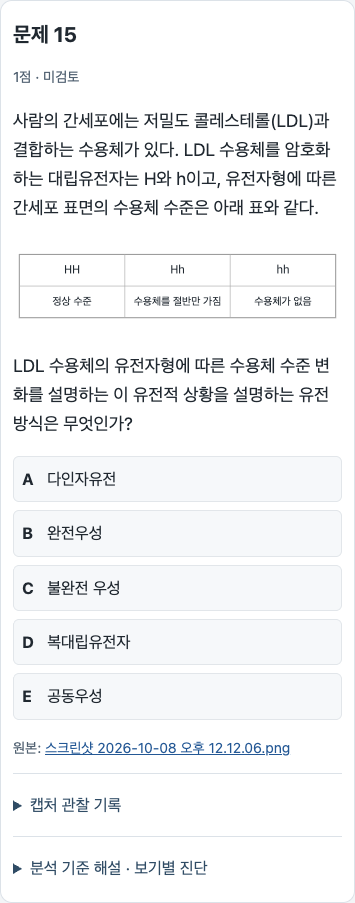 문제 15
1점 · 미검토
사람의 간세포에는 저밀도 콜레스테롤(LDL)과
결합하는 수용체가 있다. LDL 수용체를 암호화
하는 대립유전자는 H와 h이고, 유전자형에 따른
간세포 표면의 수용체 수준은 아래 표와 같다.
HH Hh hh
정상 수준 수용체를 절반만 가짐 수용체가 없음
LDL 수용체의 유전자형에 따른 수용체 수준 변
화를 설명하는 이 유전적 상황을 설명하는 유전
방식은 무엇인가?
A 다인자유전
B 완전우성
C 불완전 우성
D 복대립유전자
E 공동우성
원본: 스크린샷 2026-10-08 오후 12.12.06.png
▶ 캡처 관찰 기록
▶ 분석 기준 해설 · 보기별 진단